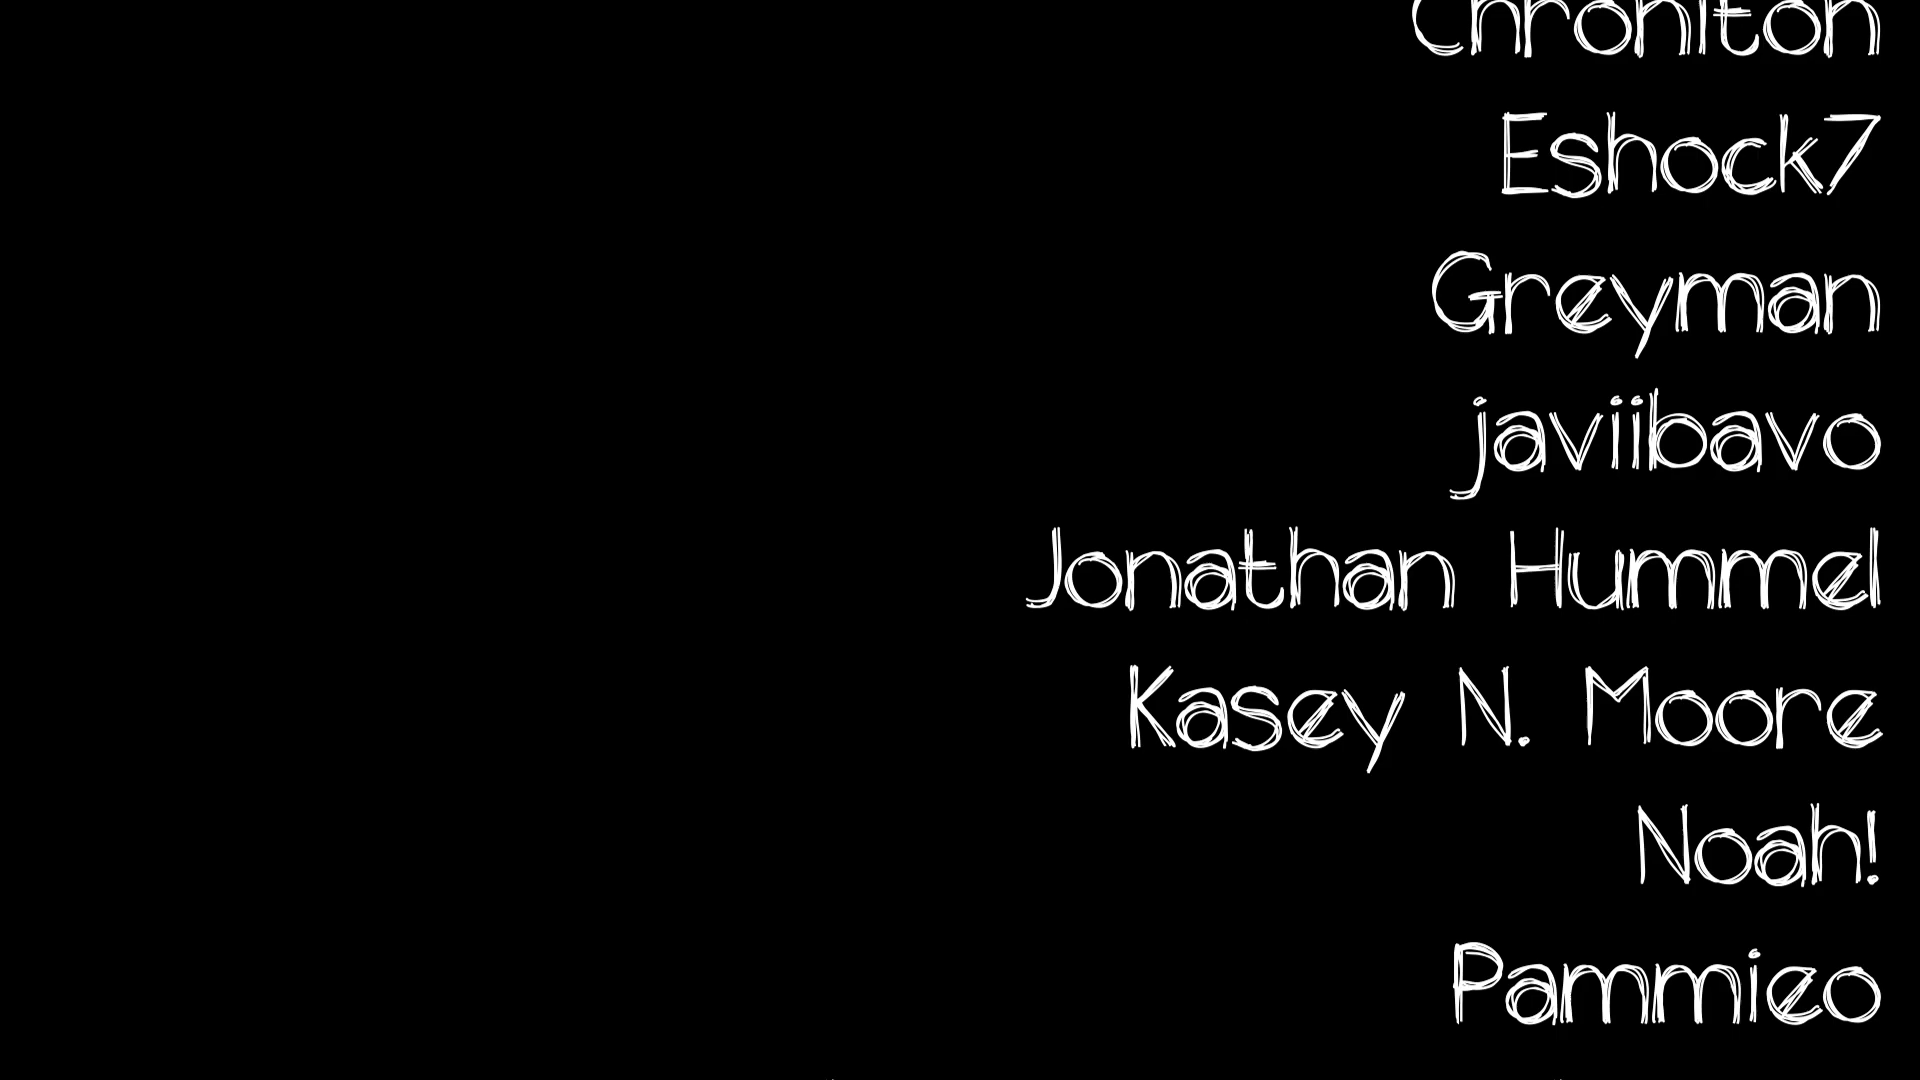 Chroniton
Eshock7
Greyman
javiibavo
Jonathan Hummel
Kasey N. Moore
Noah!
Pammieo